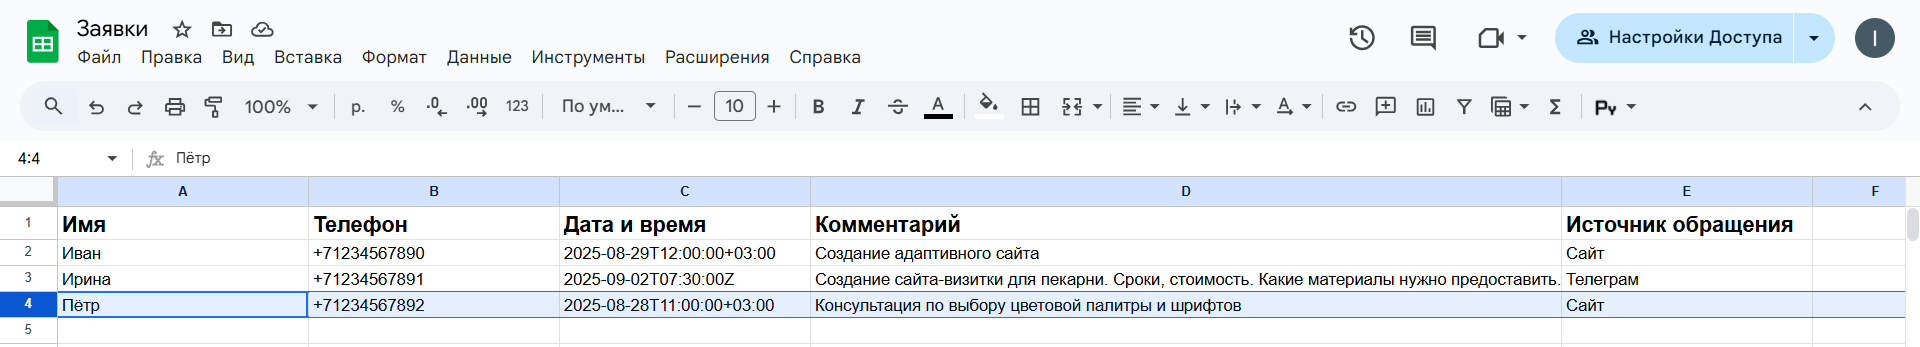 Заявки
Файл Правка Вид Вставка Формат Данные Инструменты Расширения Справка
Настройки Доступа
I
100% р. % .0 .00 123 По ум... 10 B I A Σ Py
4:4 fx Пётр
A B C D E F
1 Имя Телефон Дата и время Комментарий Источник обращения
2 Иван +71234567890 2025-08-29T12:00:00+03:00 Создание адаптивного сайта Сайт
3 Ирина +71234567891 2025-09-02T07:30:00Z Создание сайта-визитки для пекарни. Сроки, стоимость. Какие материалы нужно предоставить. Телеграм
4 Пётр +71234567892 2025-08-28T11:00:00+03:00 Консультация по выбору цветовой палитры и шрифтов Сайт
5